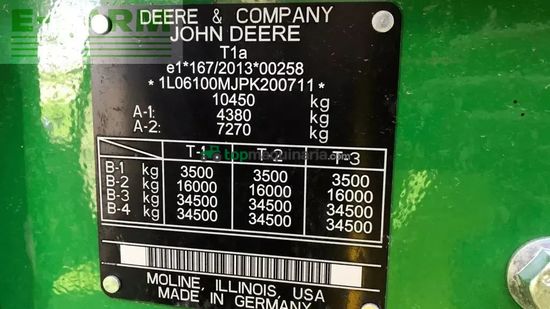 DEERE & COMPANY
JOHN DEERE
T1a
e1*167/2013*00258
*1L06100MJPK200711*
10450 kg
A-1: 4380 kg
A-2: 7270 kg
T-1 T-2 T-3
B-1 kg 3500 3500 3500
B-2 kg 16000 16000 16000
B-3 kg 34500 34500 34500
B-4 kg 34500 34500 34500
topmaquinaria.com
MOLINE, ILLINOIS, USA
MADE IN GERMANY